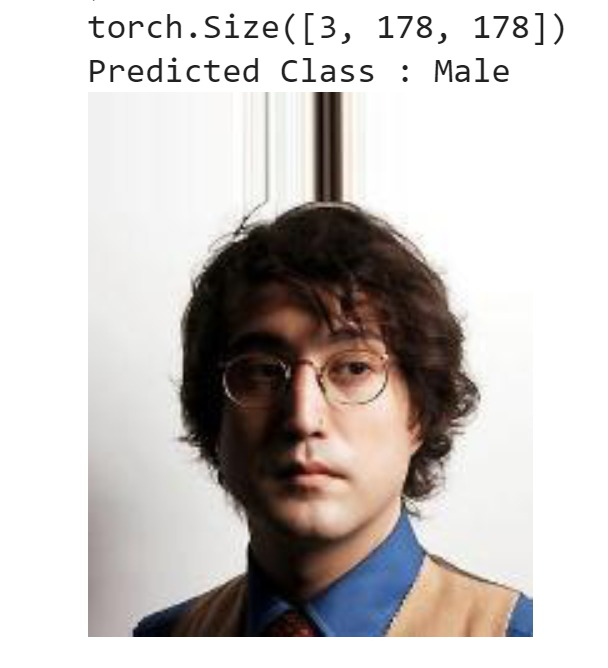 torch.Size([3, 178, 178])
Predicted Class : Male